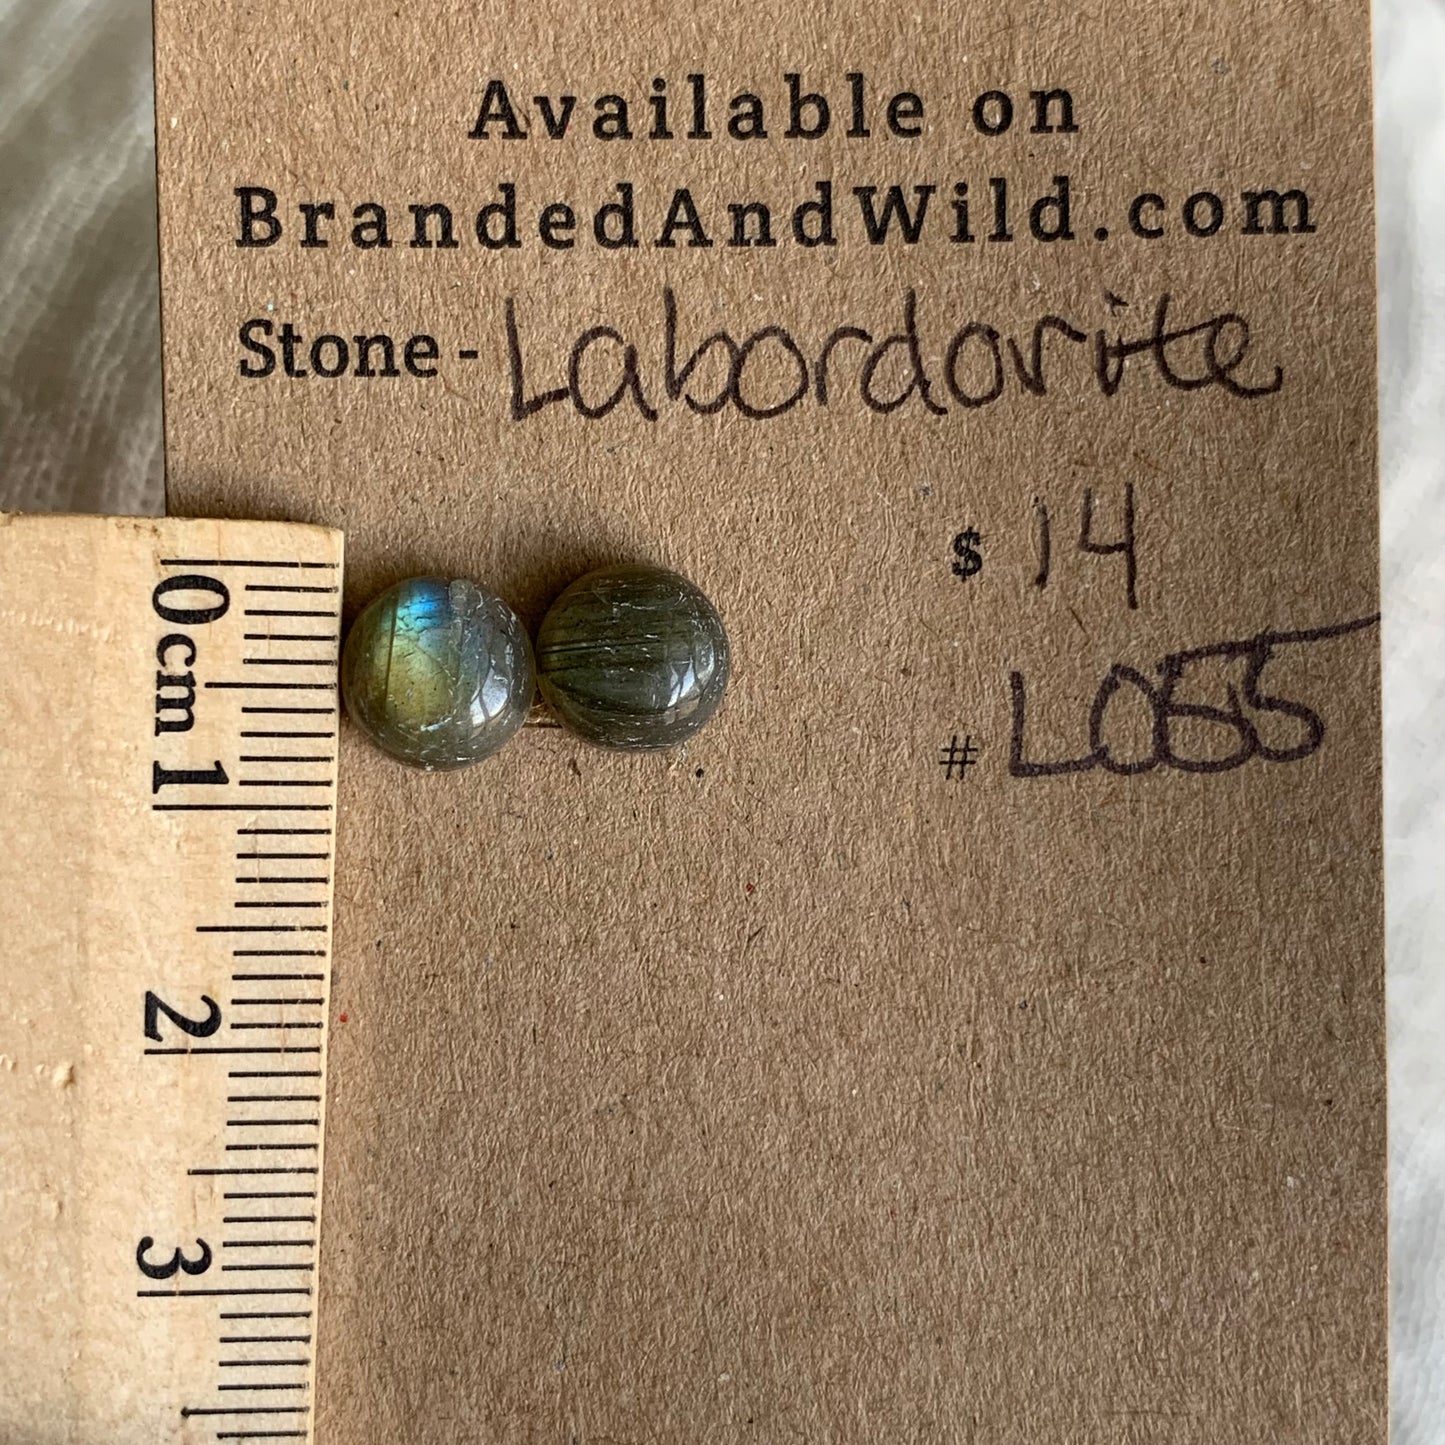 Available on
BrandedAndWild.com
Stone - Labordorite
$ 14
# L055
0cm 1
2
3